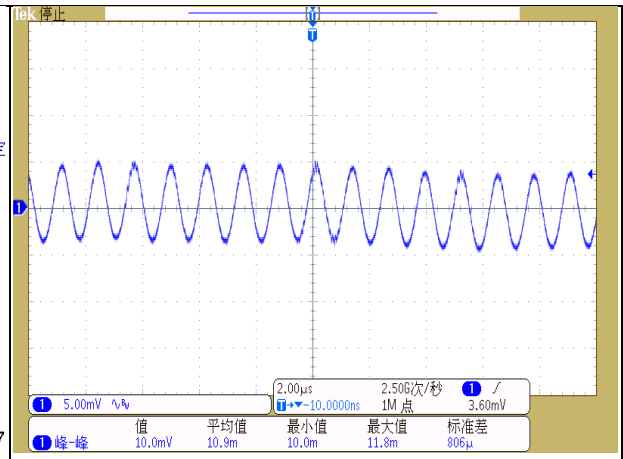 Tek 停止
T
T
1
2.00μs 2.50G次/秒 1
1 5.00mV T→▼-10.0000ns 1M 点 3.60mV
值 平均值 最小值 最大值 标准差
1 峰-峰 10.0mV 10.9m 10.0m 11.8m 806μ
7